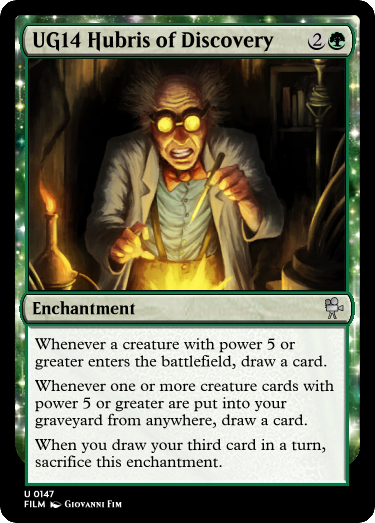 UG14 Hubris of Discovery 2
Enchantment
Whenever a creature with power 5 or
greater enters the battlefield, draw a card.
Whenever one or more creature cards with
power 5 or greater are put into your
graveyard from anywhere, draw a card.
When you draw your third card in a turn,
sacrifice this enchantment.
U 0147
FILM Giovanni Fim